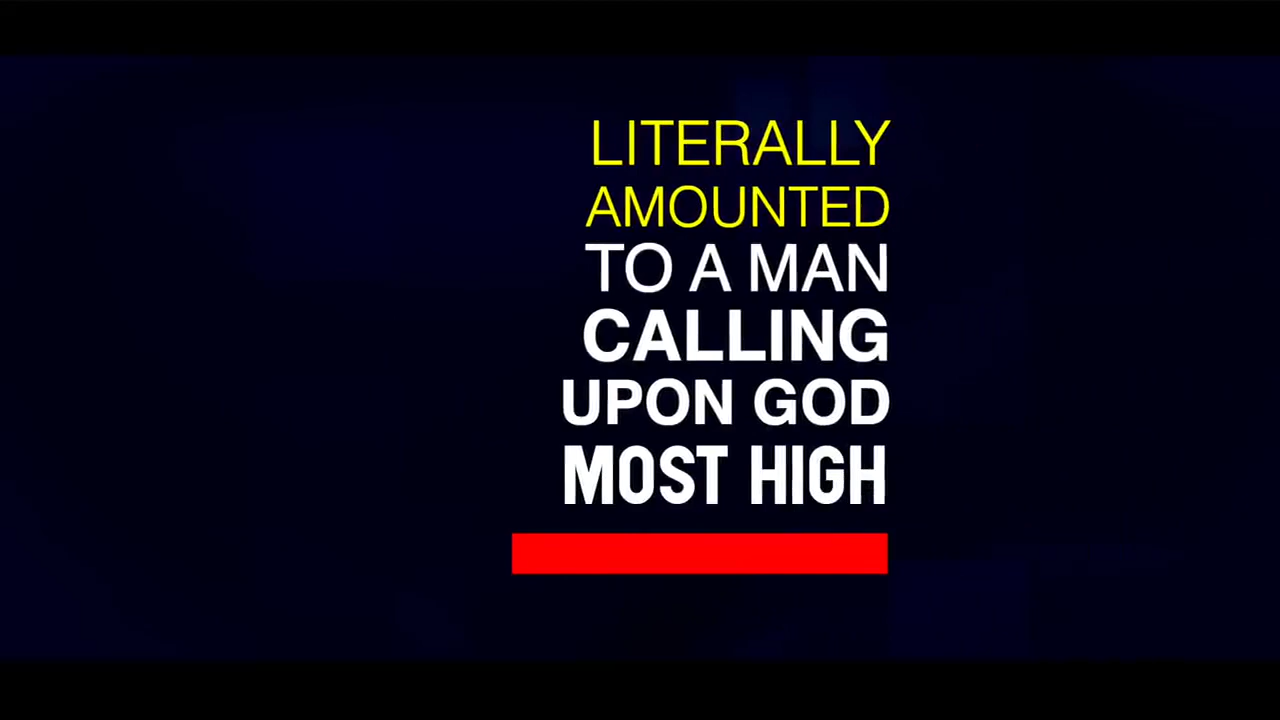 LITERALLY
AMOUNTED
TO A MAN
CALLING
UPON GOD
MOST HIGH